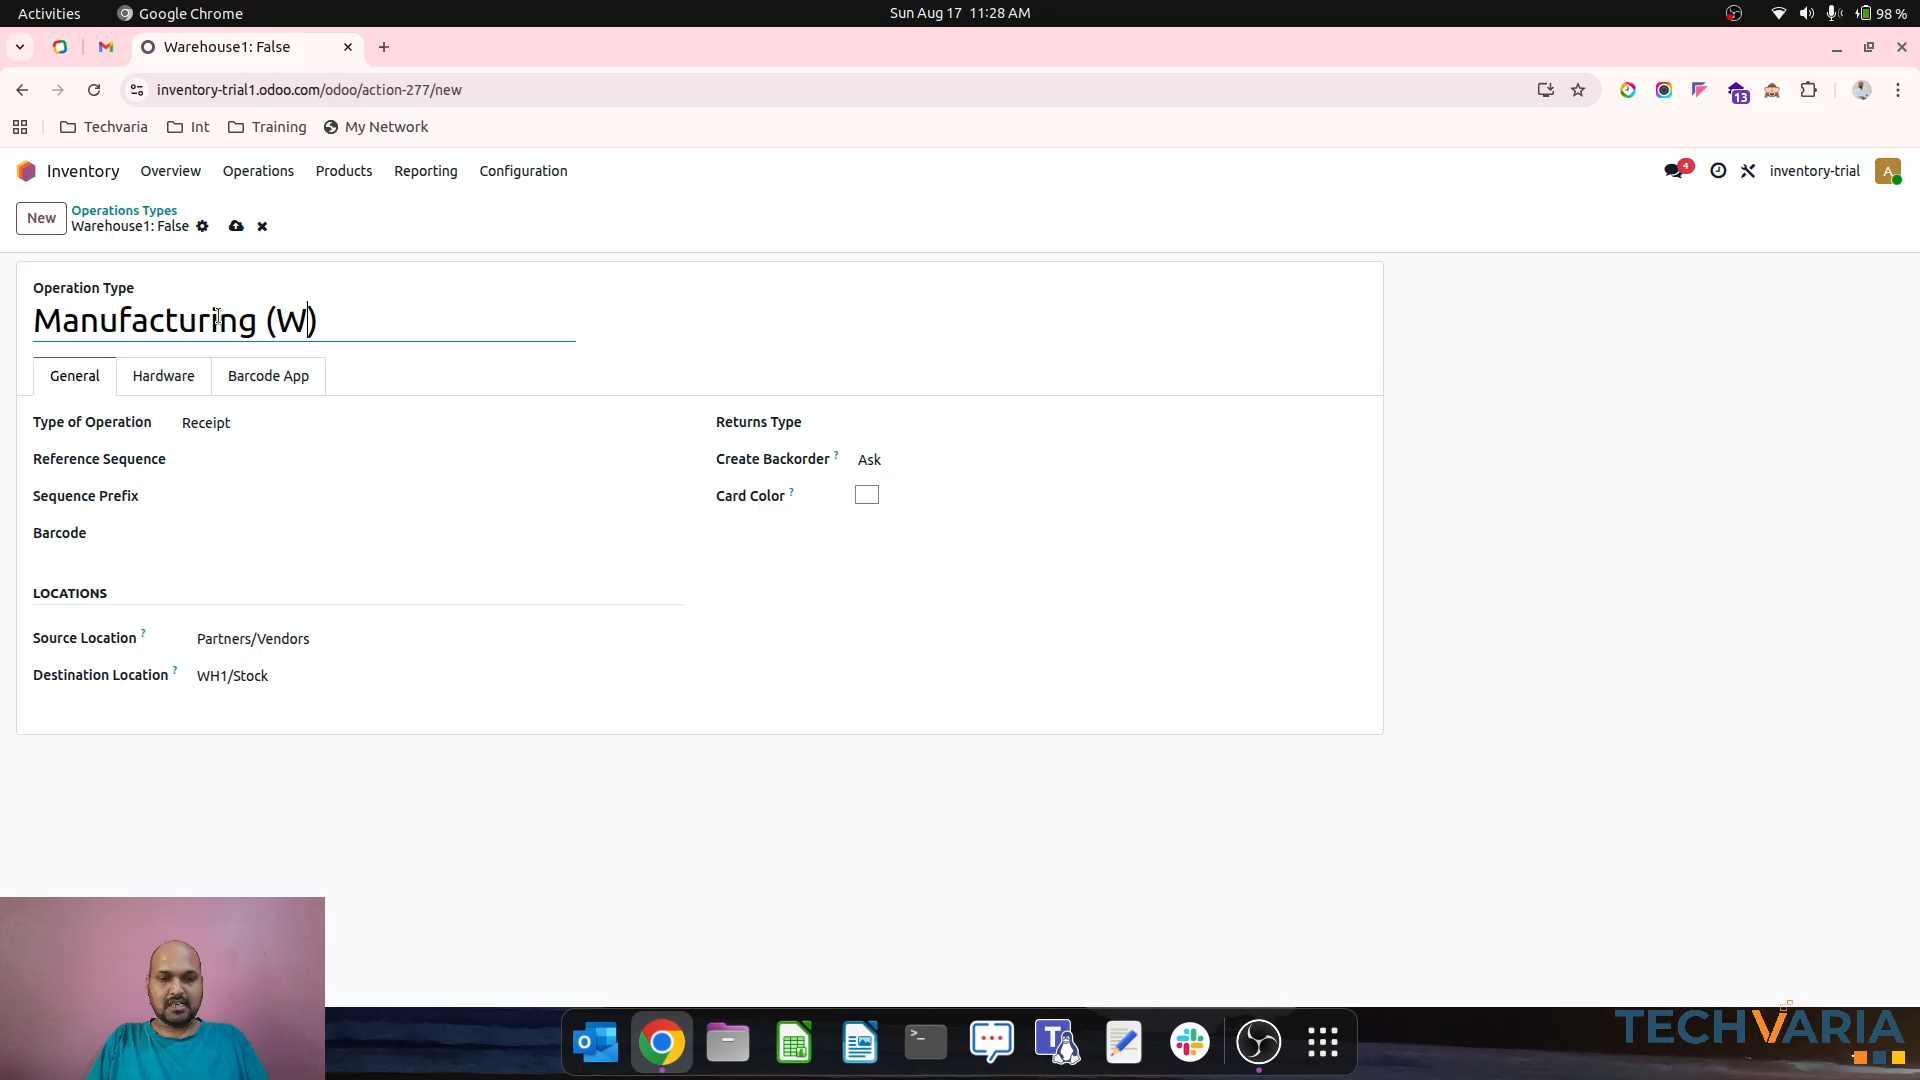 Activities
Google Chrome
Sun Aug 17 11:28 AM
98 %
Warehouse1: False
inventory-trial1.odoo.com/odoo/action-277/new
13
Techvaria
Int
Training
My Network
Inventory
Overview
Operations
Products
Reporting
Configuration
4
inventory-trial
A
New
Operations Types
Warehouse1: False
Operation Type
Manufacturing (W)
General
Hardware
Barcode App
Type of Operation
Receipt
Returns Type
Reference Sequence
Create Backorder ?
Ask
Sequence Prefix
Card Color ?
Barcode
LOCATIONS
Source Location ?
Partners/Vendors
Destination Location ?
WH1/Stock
TECHVARIA